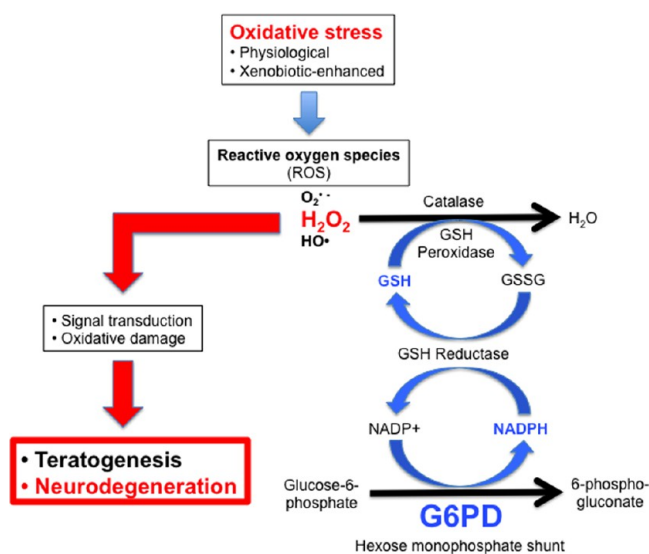 Oxidative stress
• Physiological
• Xenobiotic-enhanced
Reactive oxygen species
(ROS)
O₂•-
H₂O₂
HO•
Catalase
H₂O
GSH
Peroxidase
GSH
GSSG
• Signal transduction
• Oxidative damage
GSH Reductase
NADP+
NADPH
• Teratogenesis
• Neurodegeneration
Glucose-6-
phosphate
6-phospho-
gluconate
G6PD
Hexose monophosphate shunt